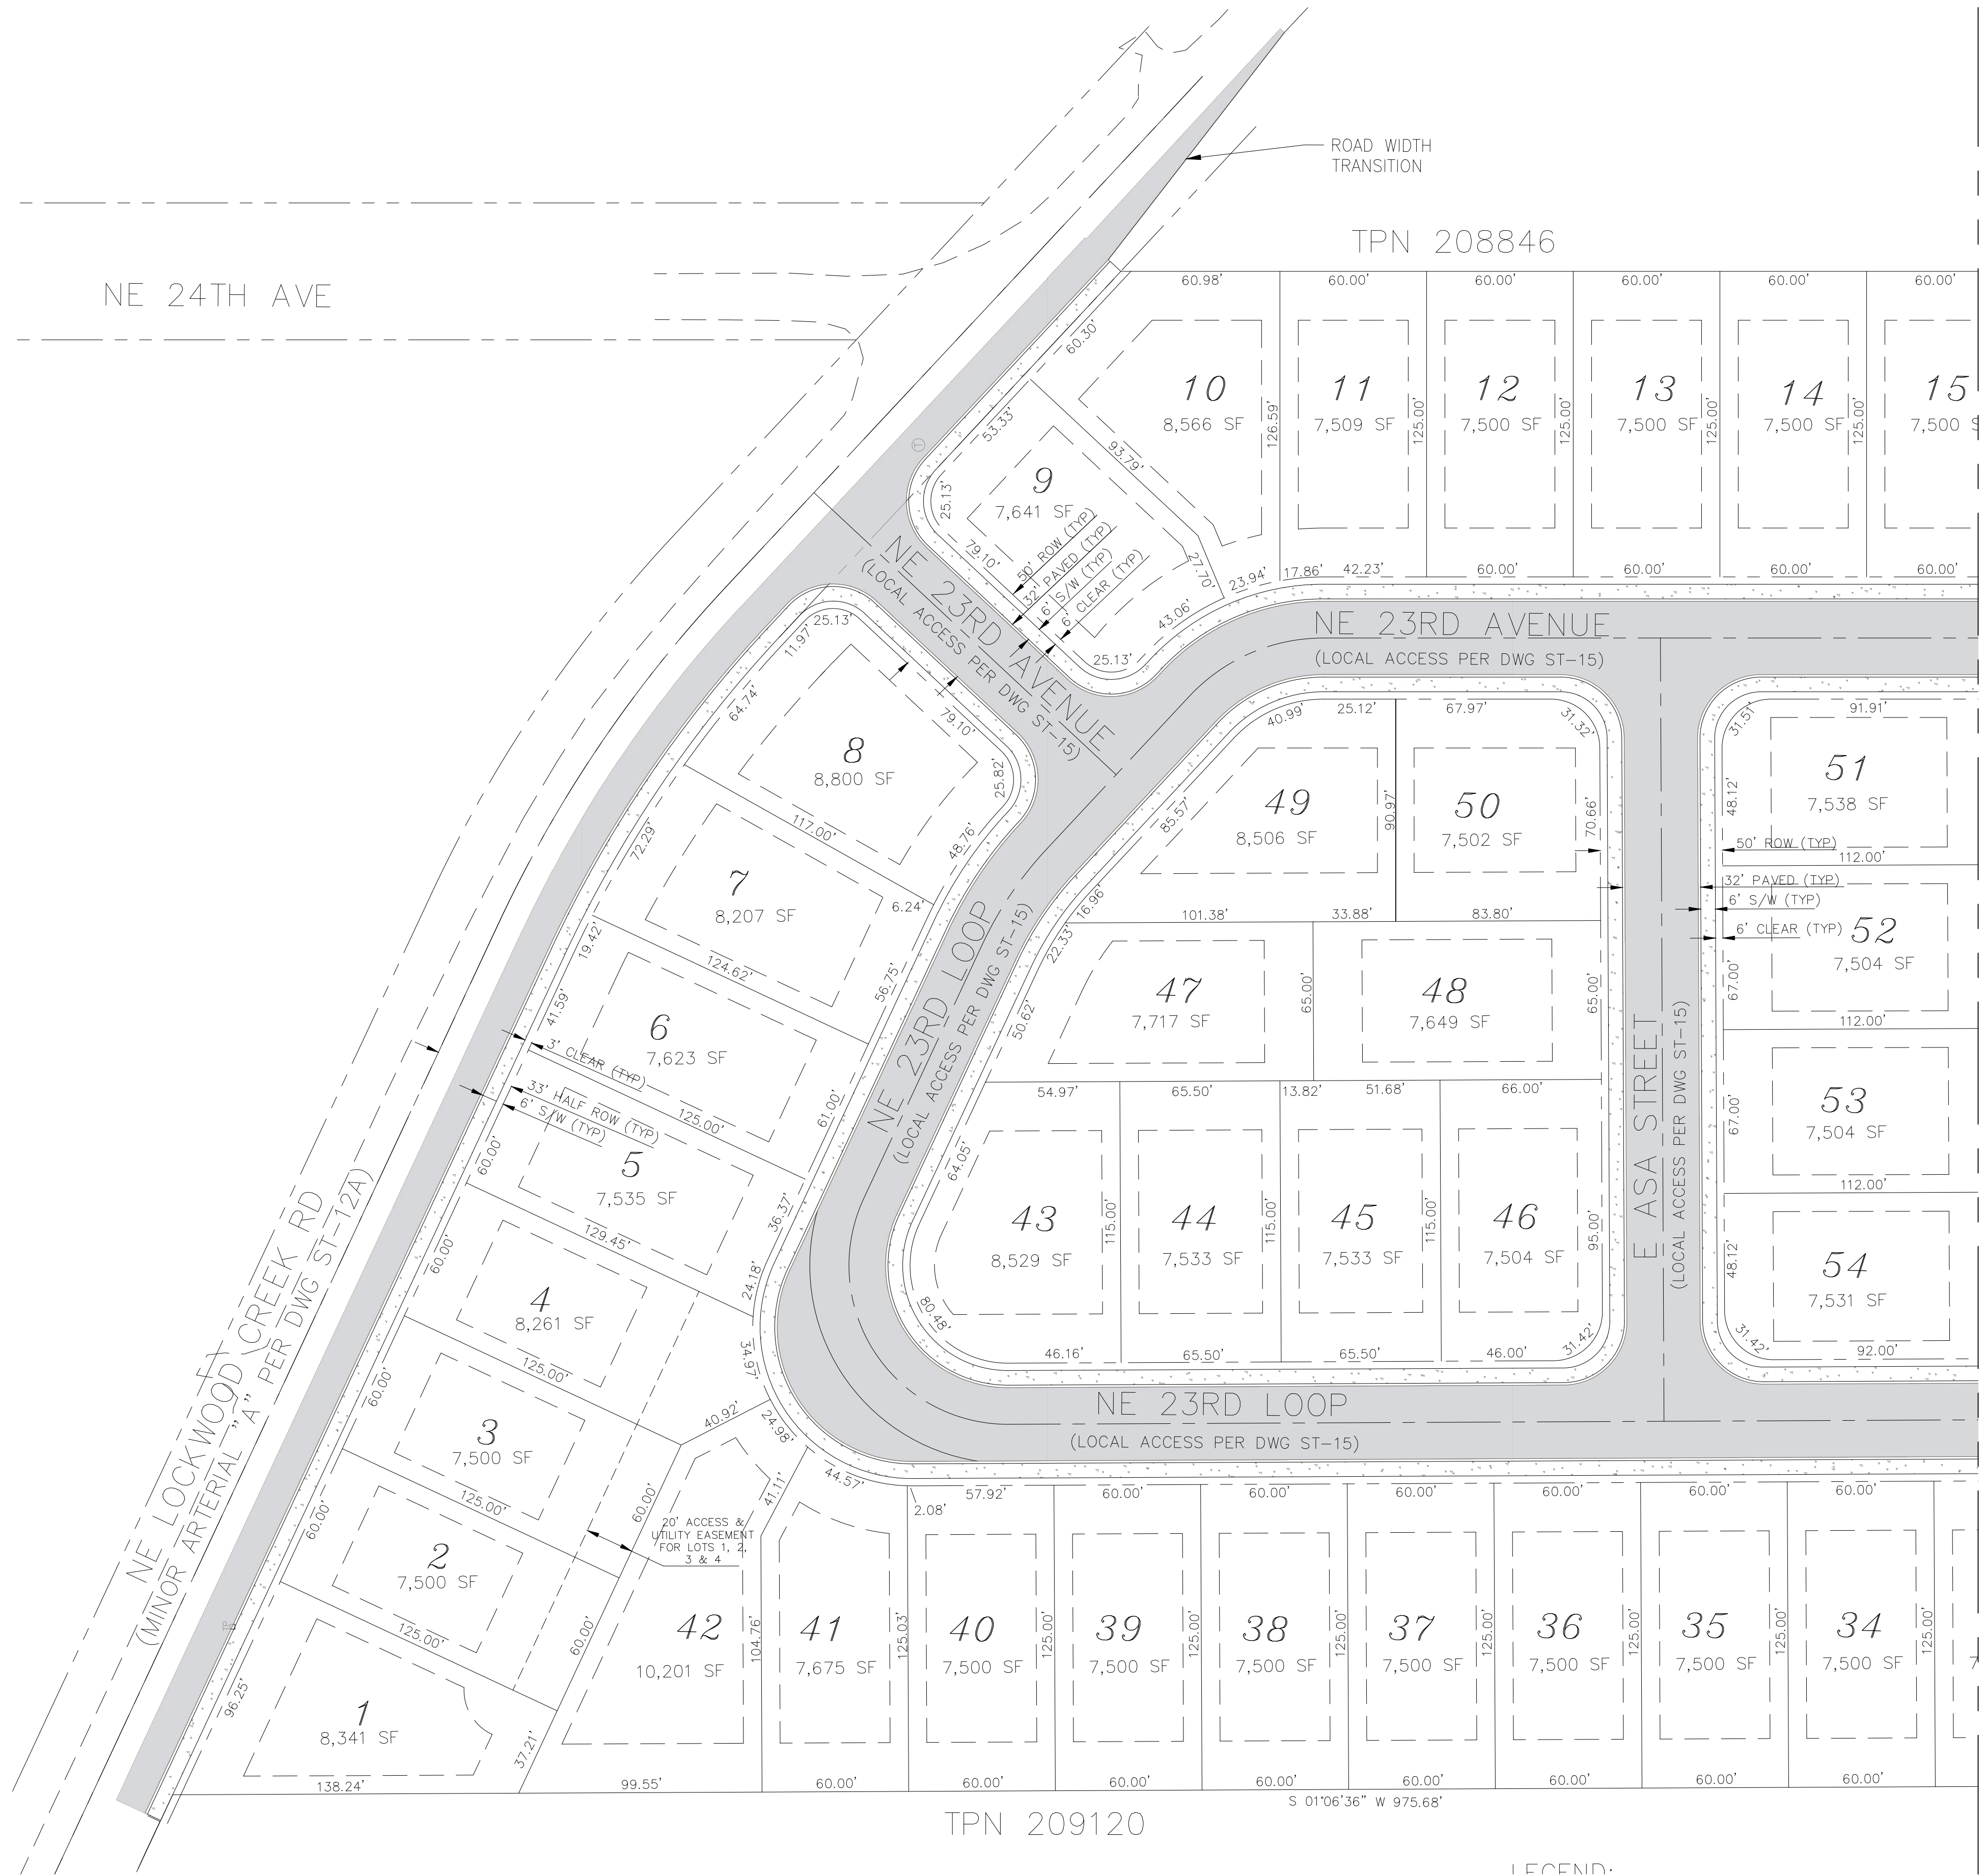 ROAD WIDTH
TRANSITION
TPN 208846
NE 24TH AVE
60.98'
60.00'
60.00'
60.00'
60.00'
60.00'
60.30'
10
8,566 SF
126.59'
11
7,509 SF
125.00'
12
7,500 SF
125.00'
13
7,500 SF
125.00'
14
7,500 SF
125.00'
15
7,500 S
53.33'
93.79'
9
7,641 SF
25.13'
79.10'
50' ROW (TYP)
32' PAVED (TYP)
6' S/W (TYP)
6' CLEAR (TYP)
27.70'
43.06'
25.13'
23.94'
17.86'
42.23'
60.00'
60.00'
60.00'
60.00'
NE 23RD AVENUE
(LOCAL ACCESS PER DWG ST-15)
NE 23RD AVENUE
(LOCAL ACCESS PER DWG ST-15)
25.13'
11.97'
64.74'
79.10'
8
8,800 SF
25.82'
117.00'
48.76'
72.29'
7
8,207 SF
6.24'
19.42'
124.62'
56.75'
41.59'
6
7,623 SF
3' CLEAR (TYP)
33' HALF ROW (TYP)
6' S/W (TYP)
125.00'
61.00'
60.00'
5
7,535 SF
129.45'
36.37'
24.18'
60.00'
4
8,261 SF
125.00'
34.97'
60.00'
3
7,500 SF
125.00'
40.92'
24.98'
44.57'
41.11'
60.00'
60.00'
2
7,500 SF
125.00'
60.00'
20' ACCESS &
UTILITY EASEMENT
FOR LOTS 1, 2,
3 & 4
96.25'
1
8,341 SF
138.24'
37.21'
NE LOCKWOOD CREEK RD
(MINOR ARTERIAL "A" PER DWG ST-12A)
NE 23RD LOOP
(LOCAL ACCESS PER DWG ST-15)
40.99'
25.12'
67.97'
31.32'
85.57'
49
8,506 SF
90.97'
50
7,502 SF
70.66'
16.96'
101.38'
33.88'
83.80'
22.33'
50.62'
47
7,717 SF
65.00'
48
7,649 SF
65.00'
54.97'
65.50'
13.82'
51.68'
66.00'
64.05'
43
8,529 SF
115.00'
44
7,533 SF
115.00'
45
7,533 SF
115.00'
46
7,504 SF
95.00'
80.48'
46.16'
65.50'
65.50'
46.00'
31.42'
E ASA STREET
(LOCAL ACCESS PER DWG ST-15)
31.51'
91.91'
51
7,538 SF
48.12'
50' ROW (TYP)
112.00'
32' PAVED (TYP)
6' S/W (TYP)
6' CLEAR (TYP)
52
7,504 SF
67.00'
112.00'
53
7,504 SF
67.00'
112.00'
54
7,531 SF
48.12'
31.42'
92.00'
NE 23RD LOOP
(LOCAL ACCESS PER DWG ST-15)
2.08'
57.92'
60.00'
60.00'
60.00'
60.00'
60.00'
60.00'
42
10,201 SF
104.76'
41
7,675 SF
125.03'
40
7,500 SF
125.00'
39
7,500 SF
125.00'
38
7,500 SF
125.00'
37
7,500 SF
125.00'
36
7,500 SF
125.00'
35
7,500 SF
125.00'
34
7,500 SF
125.00'
99.55'
60.00'
60.00'
60.00'
60.00'
60.00'
60.00'
60.00'
60.00'
S 01°06'36" W 975.68'
TPN 209120
LEGEND: